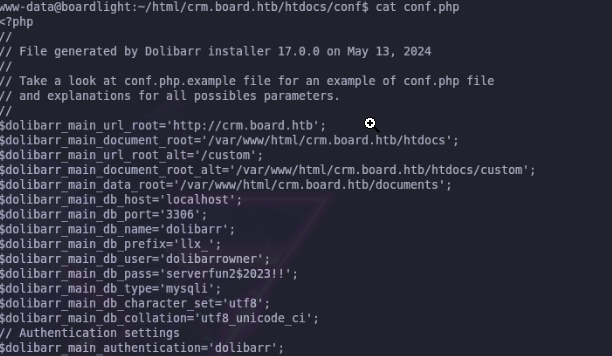 www-data@boardlight:~/html/crm.board.htb/htdocs/conf$ cat conf.php
<?php
//
// File generated by Dolibarr installer 17.0.0 on May 13, 2024
//
// Take a look at conf.php.example file for an example of conf.php file
// and explanations for all possibles parameters.
//
$dolibarr_main_url_root='http://crm.board.htb';
$dolibarr_main_document_root='/var/www/html/crm.board.htb/htdocs';
$dolibarr_main_url_root_alt='/custom';
$dolibarr_main_document_root_alt='/var/www/html/crm.board.htb/htdocs/custom';
$dolibarr_main_data_root='/var/www/html/crm.board.htb/documents';
$dolibarr_main_db_host='localhost';
$dolibarr_main_db_port='3306';
$dolibarr_main_db_name='dolibarr';
$dolibarr_main_db_prefix='llx_';
$dolibarr_main_db_user='dolibarrowner';
$dolibarr_main_db_pass='serverfun2$2023!!';
$dolibarr_main_db_type='mysqli';
$dolibarr_main_db_character_set='utf8';
$dolibarr_main_db_collation='utf8_unicode_ci';
// Authentication settings
$dolibarr_main_authentication='dolibarr';